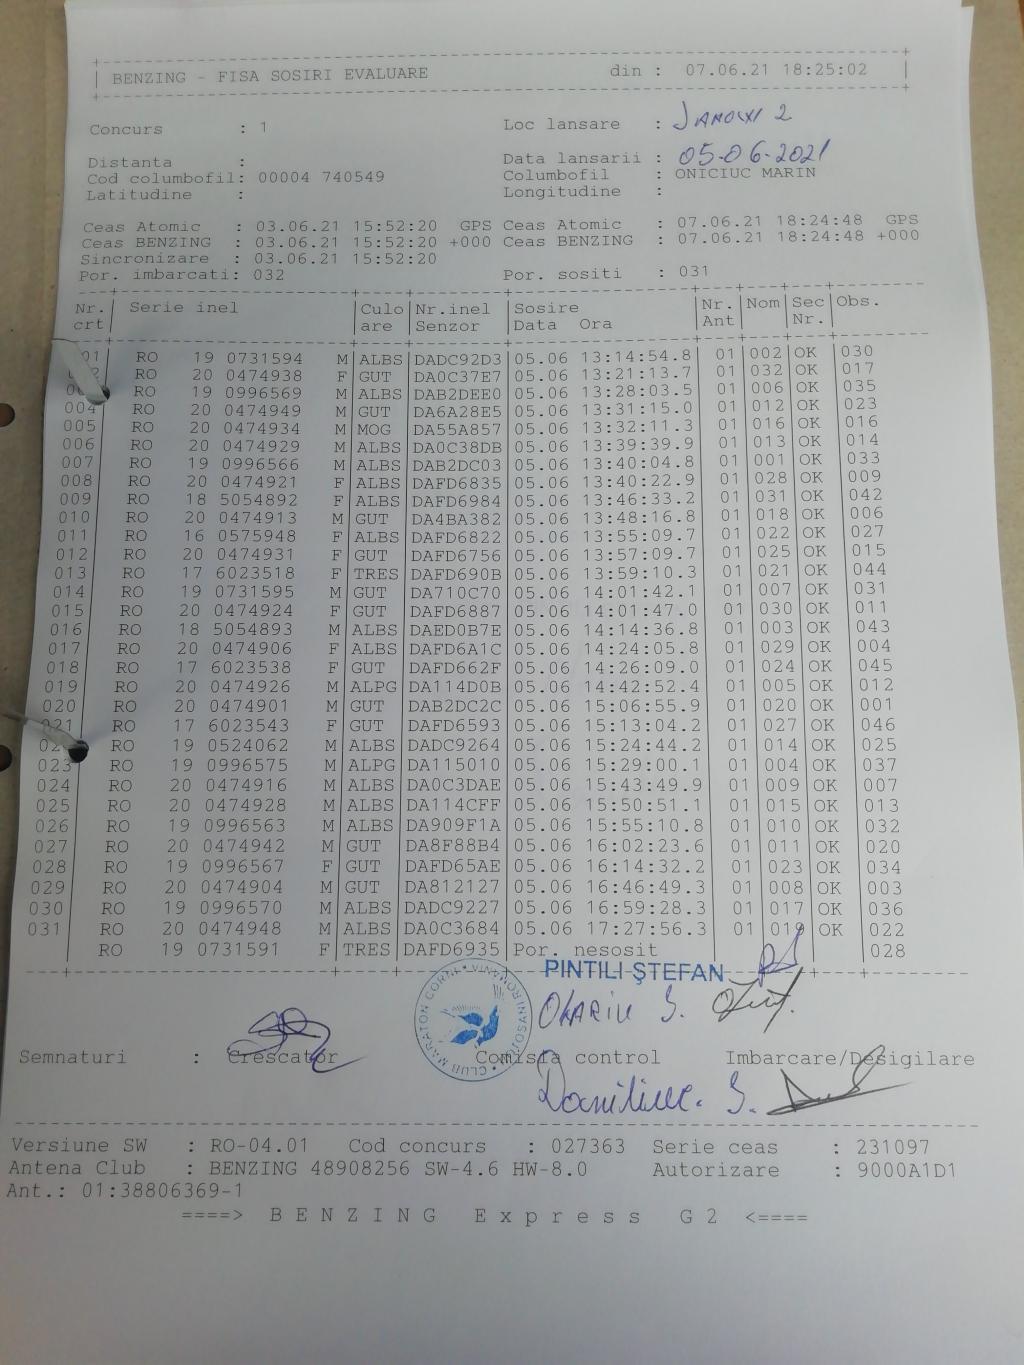 BENZING - FISA SOSIRI EVALUARE din : 07.06.21 18:25:02
Concurs : 1 Loc lansare : JANOWI 2
Distanta : Data lansarii : 05-06-2021
Cod columbofil: 00004 740549 Columbofil : ONICIUC MARIN
Latitudine : Longitudine :
Ceas Atomic : 03.06.21 15:52:20 GPS Ceas Atomic : 07.06.21 18:24:48 GPS
Ceas BENZING : 03.06.21 15:52:20 +000 Ceas BENZING : 07.06.21 18:24:48 +000
Sincronizare : 03.06.21 15:52:20
Por. imbarcati: 032 Por. sositi : 031
Nr. Serie inel Culo Nr.inel Sosire Nr. Nom Sec Obs.
crt are Senzor Data Ora Ant Nr.
01 RO 19 0731594 M ALBS DADC92D3 05.06 13:14:54.8 01 002 OK 030
RO 20 0474938 F GUT DA0C37E7 05.06 13:21:13.7 01 032 OK 017
RO 19 0996569 M ALBS DAB2DEE0 05.06 13:28:03.5 01 006 OK 035
004 RO 20 0474949 M GUT DA6A28E5 05.06 13:31:15.0 01 012 OK 023
005 RO 20 0474934 M MOG DA55A857 05.06 13:32:11.3 01 016 OK 016
006 RO 20 0474929 M ALBS DA0C38DB 05.06 13:39:39.9 01 013 OK 014
007 RO 19 0996566 M ALBS DAB2DC03 05.06 13:40:04.8 01 001 OK 033
008 RO 20 0474921 F ALBS DAFD6835 05.06 13:40:22.9 01 028 OK 009
009 RO 18 5054892 F ALBS DAFD6984 05.06 13:46:33.2 01 031 OK 042
010 RO 20 0474913 M GUT DA4BA382 05.06 13:48:16.8 01 018 OK 006
011 RO 16 0575948 F ALBS DAFD6822 05.06 13:55:09.7 01 022 OK 027
012 RO 20 0474931 F GUT DAFD6756 05.06 13:57:09.7 01 025 OK 015
013 RO 17 6023518 F TRES DAFD690B 05.06 13:59:10.3 01 021 OK 044
014 RO 19 0731595 M GUT DA710C70 05.06 14:01:42.1 01 007 OK 031
015 RO 20 0474924 F GUT DAFD6887 05.06 14:01:47.0 01 030 OK 011
016 RO 18 5054893 M ALBS DAED0B7E 05.06 14:14:36.8 01 003 OK 043
017 RO 20 0474906 F ALBS DAFD6A1C 05.06 14:24:05.8 01 029 OK 004
018 RO 17 6023538 F GUT DAFD662F 05.06 14:26:09.0 01 024 OK 045
019 RO 20 0474926 M ALPG DA114D0B 05.06 14:42:52.4 01 005 OK 012
020 RO 20 0474901 M GUT DAB2DC2C 05.06 15:06:55.9 01 020 OK 001
021 RO 17 6023543 F GUT DAFD6593 05.06 15:13:04.2 01 027 OK 046
RO 19 0524062 M ALBS DADC9264 05.06 15:24:44.2 01 014 OK 025
023 RO 19 0996575 M ALPG DA115010 05.06 15:29:00.1 01 004 OK 037
024 RO 20 0474916 M ALBS DA0C3DAE 05.06 15:43:49.9 01 009 OK 007
025 RO 20 0474928 M ALBS DA114CFF 05.06 15:50:51.1 01 015 OK 013
026 RO 19 0996563 M ALBS DA909F1A 05.06 15:55:10.8 01 010 OK 032
027 RO 20 0474942 M GUT DA8F88B4 05.06 16:02:23.6 01 011 OK 020
028 RO 19 0996567 F GUT DAFD65AE 05.06 16:14:32.2 01 023 OK 034
029 RO 20 0474904 M GUT DA812127 05.06 16:46:49.3 01 008 OK 003
030 RO 19 0996570 M ALBS DADC9227 05.06 16:59:28.3 01 017 OK 036
031 RO 20 0474948 M ALBS DA0C3684 05.06 17:27:56.3 01 019 OK 022
RO 19 0731591 F TRES DAFD6935 Por. nesosit 028
PINTILI ȘTEFAN
CLUB MARATON CORNI
Semnaturi : Crescator Comisia control Imbarcare/Desigilare
Versiune SW : RO-04.01 Cod concurs : 027363 Serie ceas : 231097
Antena Club : BENZING 48908256 SW-4.6 HW-8.0 Autorizare : 9000A1D1
Ant.: 01:38806369-1
====> BENZING Express G2 <====